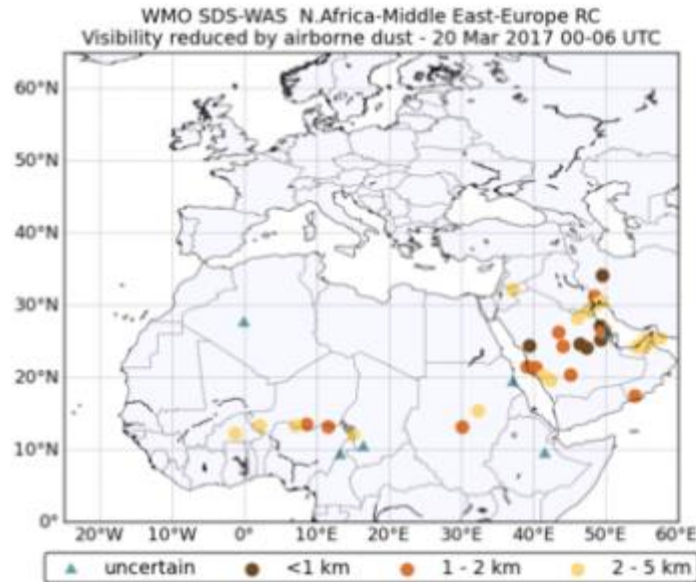 WMO SDS-WAS N.Africa-Middle East-Europe RC
Visibility reduced by airborne dust - 20 Mar 2017 00-06 UTC
60°N
50°N
40°N
30°N
20°N
10°N
0°
20°W 10°W 0° 10°E 20°E 30°E 40°E 50°E 60°E
uncertain <1 km 1 - 2 km 2 - 5 km